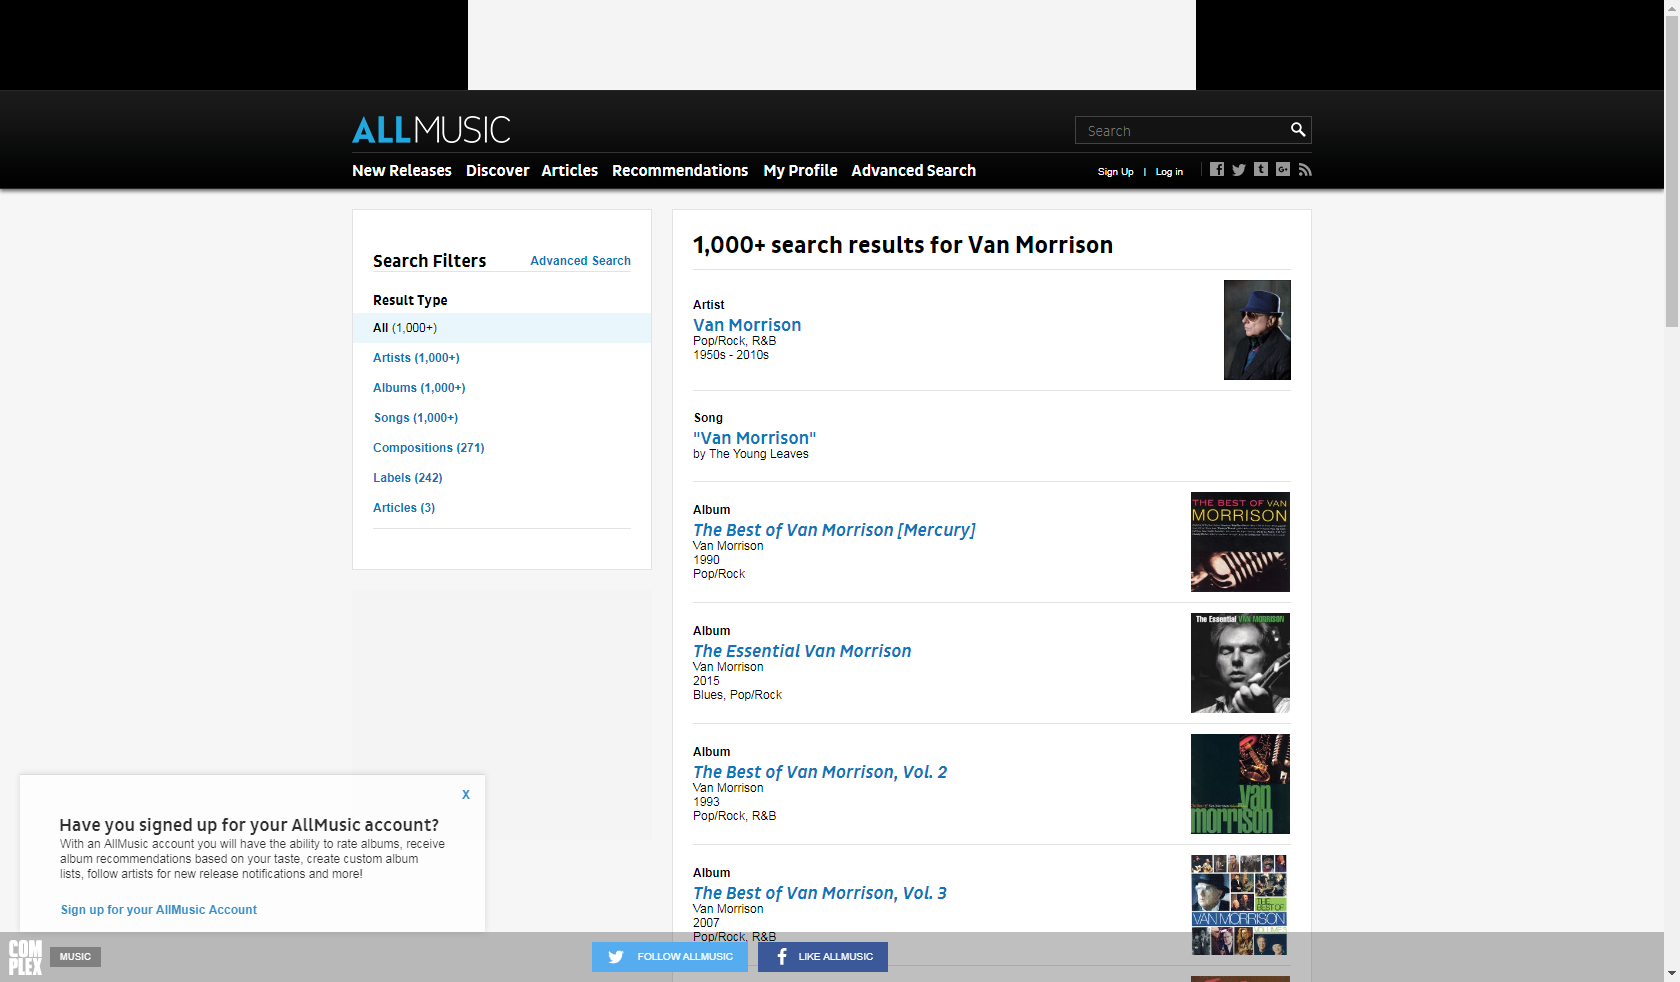 ALLMUSIC
Search
New Releases Discover Articles Recommendations My Profile Advanced Search
Sign Up | Log in
Search Filters
Advanced Search
Result Type
All (1,000+)
Artists (1,000+)
Albums (1,000+)
Songs (1,000+)
Compositions (271)
Labels (242)
Articles (3)
1,000+ search results for Van Morrison
Artist
Van Morrison
Pop/Rock, R&B
1950s - 2010s
Song
"Van Morrison"
by The Young Leaves
Album
The Best of Van Morrison [Mercury]
Van Morrison
1990
Pop/Rock
THE BEST OF VAN
MORRISON
Album
The Essential Van Morrison
Van Morrison
2015
Blues, Pop/Rock
The Essential VAN MORRISON
Album
The Best of Van Morrison, Vol. 2
Van Morrison
1993
Pop/Rock, R&B
van
morrison
Album
The Best of Van Morrison, Vol. 3
Van Morrison
2007
Pop/Rock, R&B
THE
BEST OF
VAN MORRISON
X
Have you signed up for your AllMusic account?
With an AllMusic account you will have the ability to rate albums, receive
album recommendations based on your taste, create custom album
lists, follow artists for new release notifications and more!
Sign up for your AllMusic Account
COM
PLEX
MUSIC
FOLLOW ALLMUSIC
LIKE ALLMUSIC